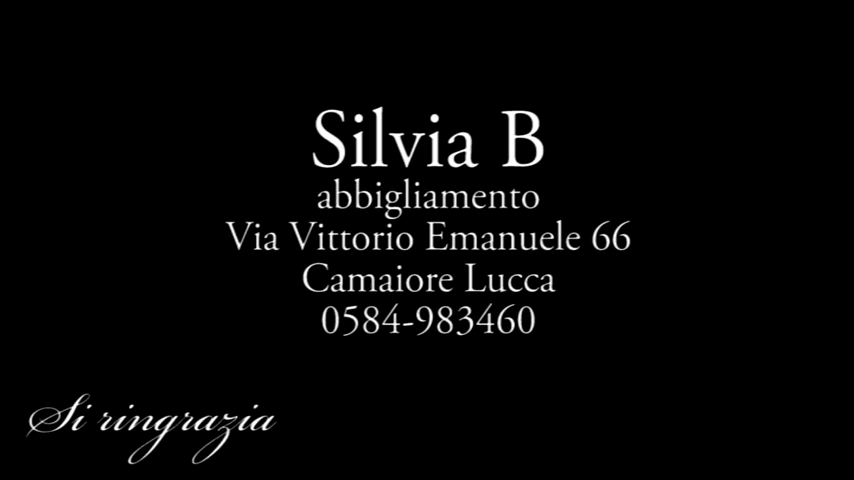 Silvia B
abbigliamento
Via Vittorio Emanuele 66
Camaiore Lucca
0584-983460
Si ringrazia